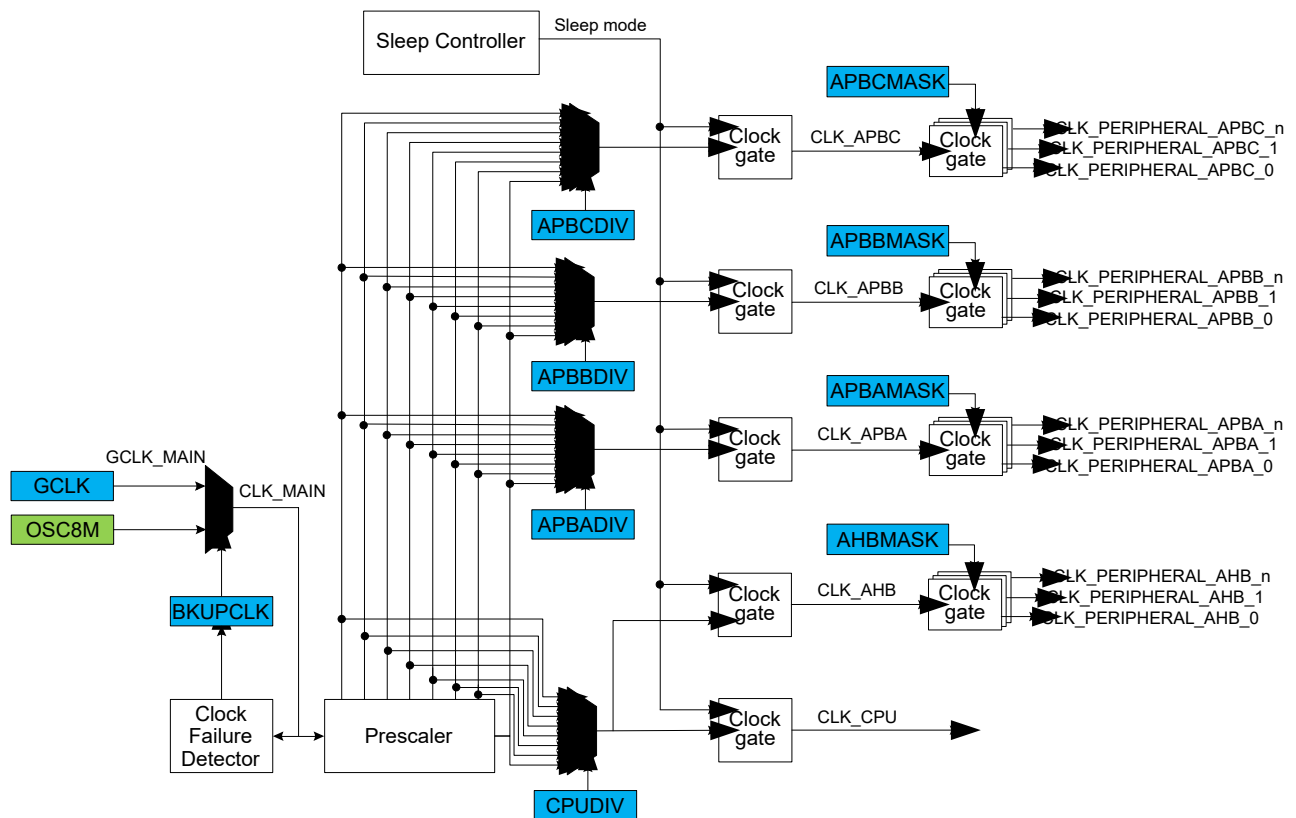 Sleep mode
Sleep Controller
APBCMASK
Clock
gate
CLK_APBC
Clock
gate
CLK_PERIPHERAL_APBC_n
CLK_PERIPHERAL_APBC_1
CLK_PERIPHERAL_APBC_0
APBCDIV
APBBMASK
Clock
gate
CLK_APBB
Clock
gate
CLK_PERIPHERAL_APBB_n
CLK_PERIPHERAL_APBB_1
CLK_PERIPHERAL_APBB_0
APBBDIV
APBAMASK
Clock
gate
CLK_APBA
Clock
gate
CLK_PERIPHERAL_APBA_n
CLK_PERIPHERAL_APBA_1
CLK_PERIPHERAL_APBA_0
GCLK_MAIN
GCLK
CLK_MAIN
OSC8M
APBADIV
AHBMASK
Clock
gate
CLK_AHB
Clock
gate
CLK_PERIPHERAL_AHB_n
CLK_PERIPHERAL_AHB_1
CLK_PERIPHERAL_AHB_0
BKUPCLK
Clock
Failure
Detector
Prescaler
Clock
gate
CLK_CPU
CPUDIV